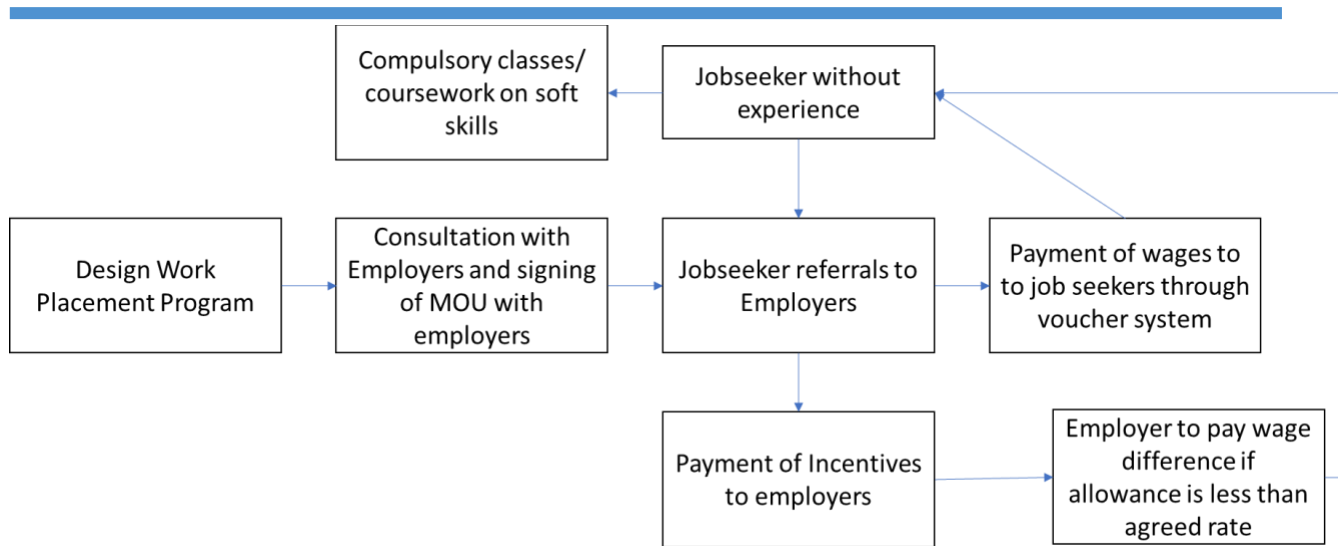 Compulsory classes/
coursework on soft
skills
Jobseeker without
experience
Design Work
Placement Program
Consultation with
Employers and signing
of MOU with
employers
Jobseeker referrals to
Employers
Payment of wages to
to job seekers through
voucher system
Payment of Incentives
to employers
Employer to pay wage
difference if
allowance is less than
agreed rate